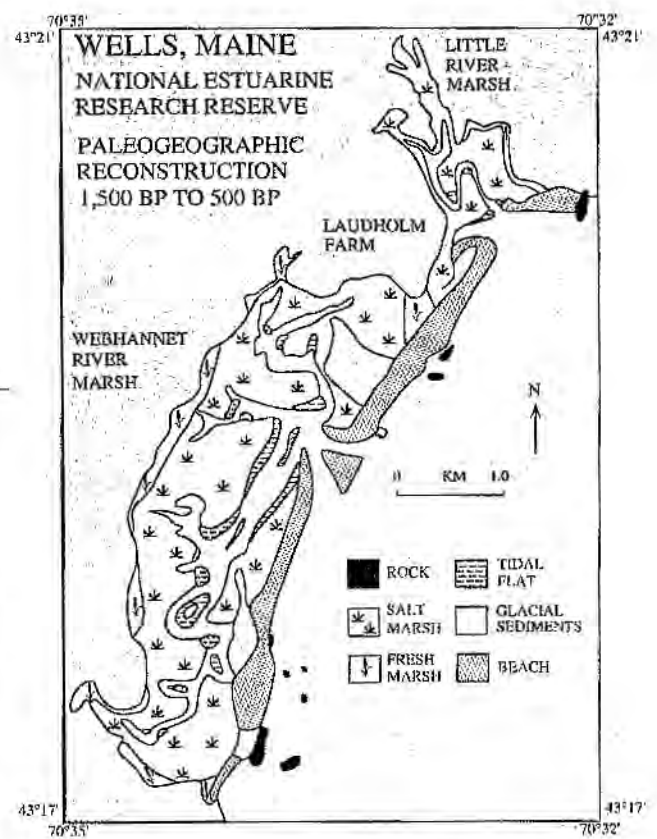 70°35'
70°32'
43°21'
43°21'
WELLS, MAINE
NATIONAL ESTUARINE
RESEARCH RESERVE
PALEOGEOGRAPHIC
RECONSTRUCTION
1,500 BP TO 500 BP
LITTLE
RIVER
MARSH
LAUDHOLM
FARM
WEBHANNET
RIVER
MARSH
N
0 KM 1.0
ROCK
TIDAL
FLAT
SALT
MARSH
GLACIAL
SEDIMENTS
FRESH
MARSH
BEACH
43°17'
43°17'
70°35'
70°32'